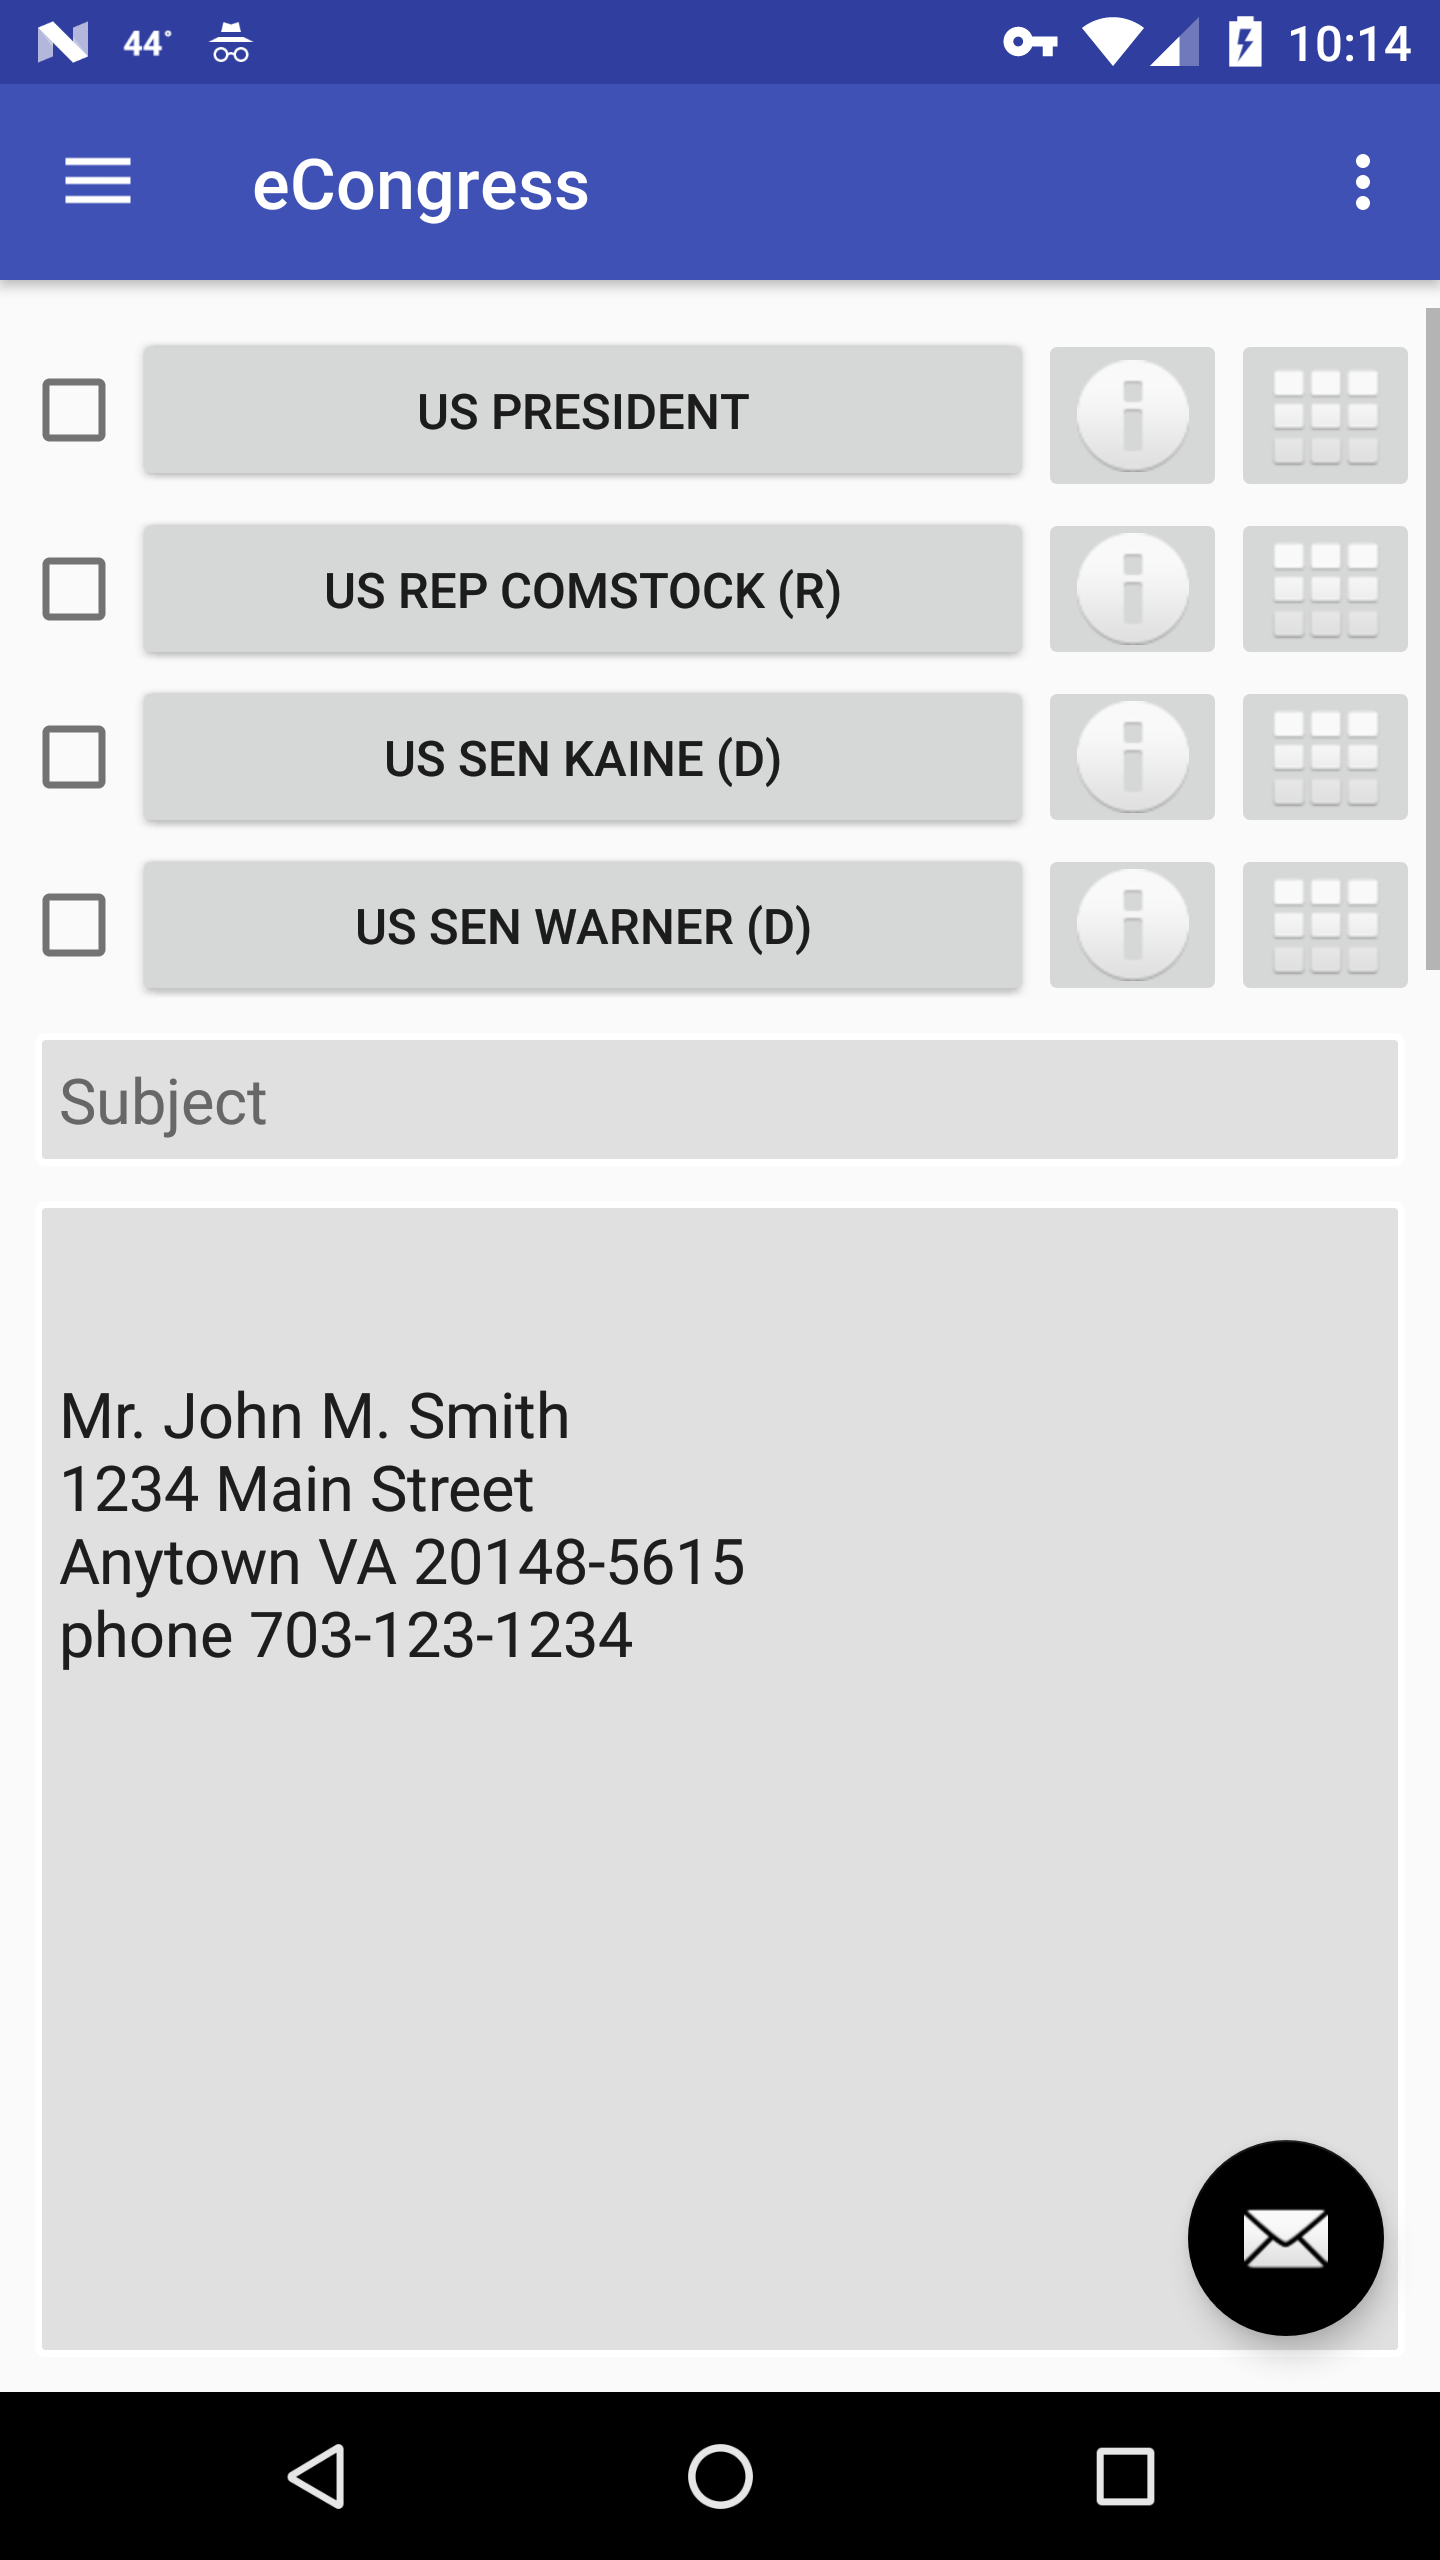 44° 10:14
eCongress
US PRESIDENT
US REP COMSTOCK (R)
US SEN KAINE (D)
US SEN WARNER (D)
Subject
Mr. John M. Smith
1234 Main Street
Anytown VA 20148-5615
phone 703-123-1234